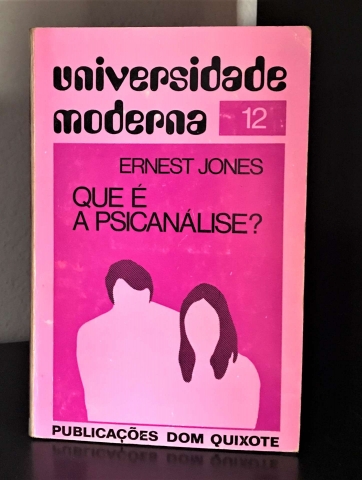 universidade
moderna 12
ERNEST JONES
QUE É
A PSICANÁLISE?
PUBLICAÇÕES DOM QUIXOTE